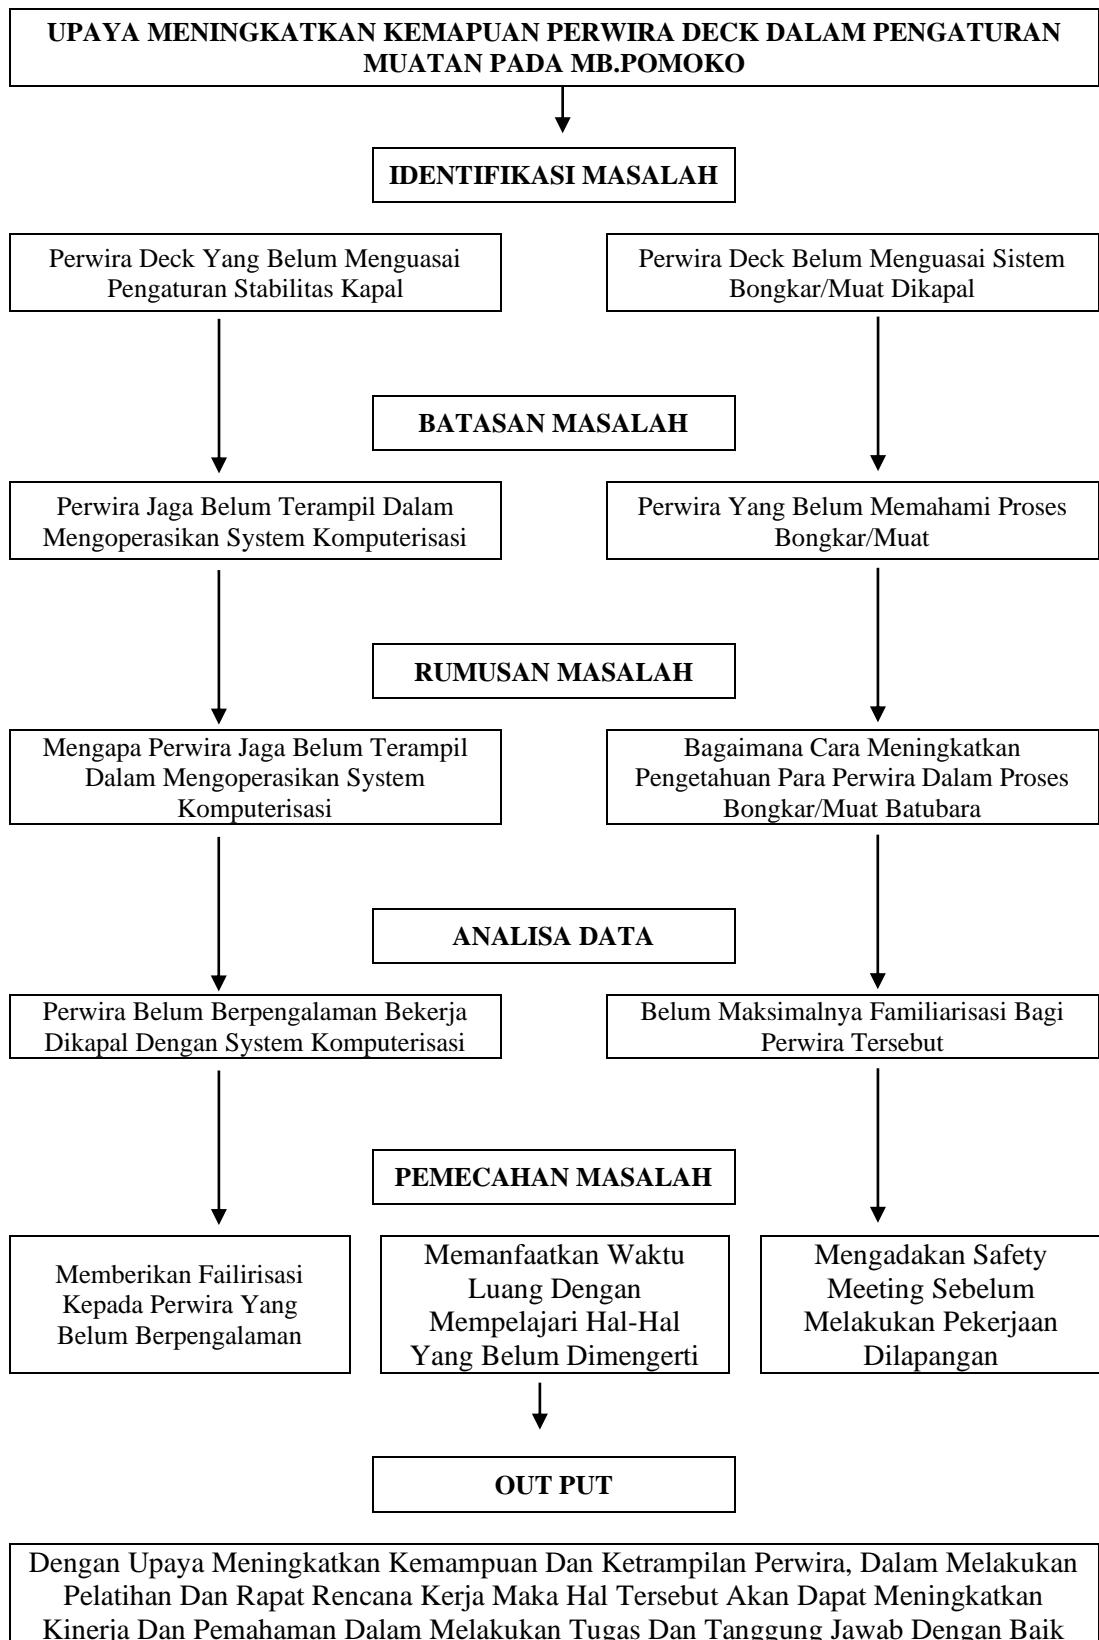 UPAYA MENINGKATKAN KEMAPUAN PERWIRA DECK DALAM PENGATURAN
MUATAN PADA MB.POMOKO
IDENTIFIKASI MASALAH
Perwira Deck Yang Belum Menguasai
Pengaturan Stabilitas Kapal
Perwira Deck Belum Menguasai Sistem
Bongkar/Muat Dikapal
BATASAN MASALAH
Perwira Jaga Belum Terampil Dalam
Mengoperasikan System Komputerisasi
Perwira Yang Belum Memahami Proses
Bongkar/Muat
RUMUSAN MASALAH
Mengapa Perwira Jaga Belum Terampil
Dalam Mengoperasikan System
Komputerisasi
Bagaimana Cara Meningkatkan
Pengetahuan Para Perwira Dalam Proses
Bongkar/Muat Batubara
ANALISA DATA
Perwira Belum Berpengalaman Bekerja
Dikapal Dengan System Komputerisasi
Belum Maksimalnya Familiarisasi Bagi
Perwira Tersebut
PEMECAHAN MASALAH
Memberikan Failirisasi
Kepada Perwira Yang
Belum Berpengalaman
Memanfaatkan Waktu
Luang Dengan
Mempelajari Hal-Hal
Yang Belum Dimengerti
Mengadakan Safety
Meeting Sebelum
Melakukan Pekerjaan
Dilapangan
OUT PUT
Dengan Upaya Meningkatkan Kemampuan Dan Ketrampilan Perwira, Dalam Melakukan
Pelatihan Dan Rapat Rencana Kerja Maka Hal Tersebut Akan Dapat Meningkatkan
Kinerja Dan Pemahaman Dalam Melakukan Tugas Dan Tanggung Jawab Dengan Baik